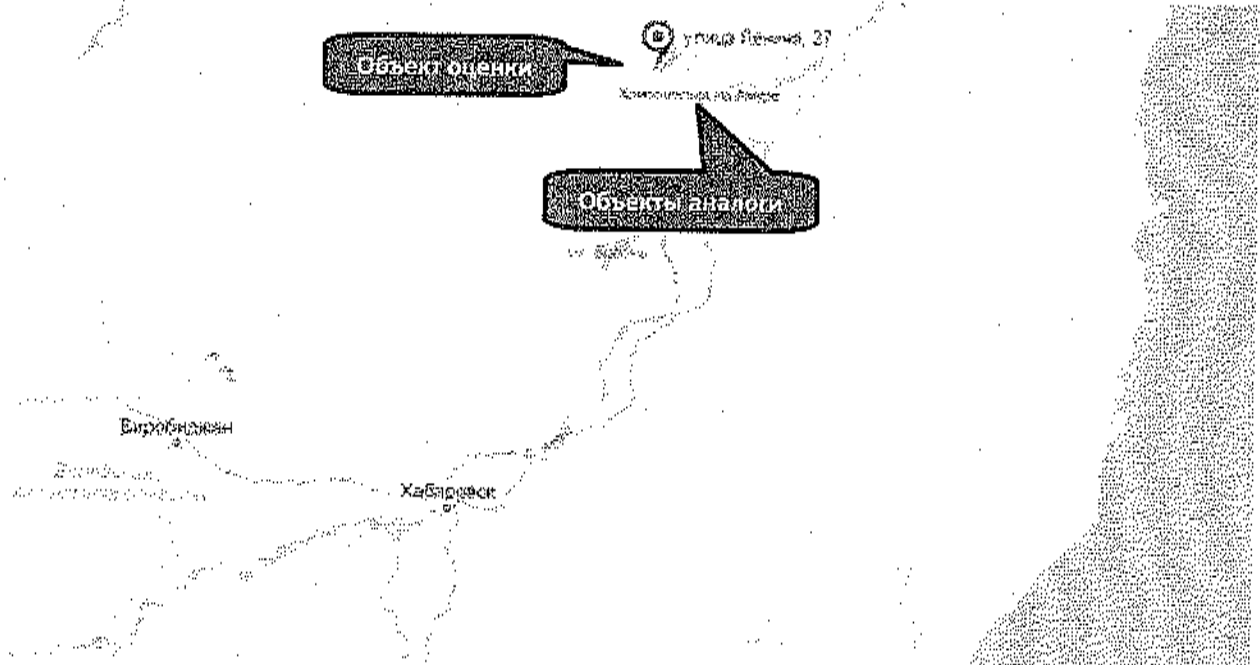 улица Ленина, 27
Объект оценки
Комсомольск-на-Амуре
Объекты аналоги
Биробиджан
Хабаровск